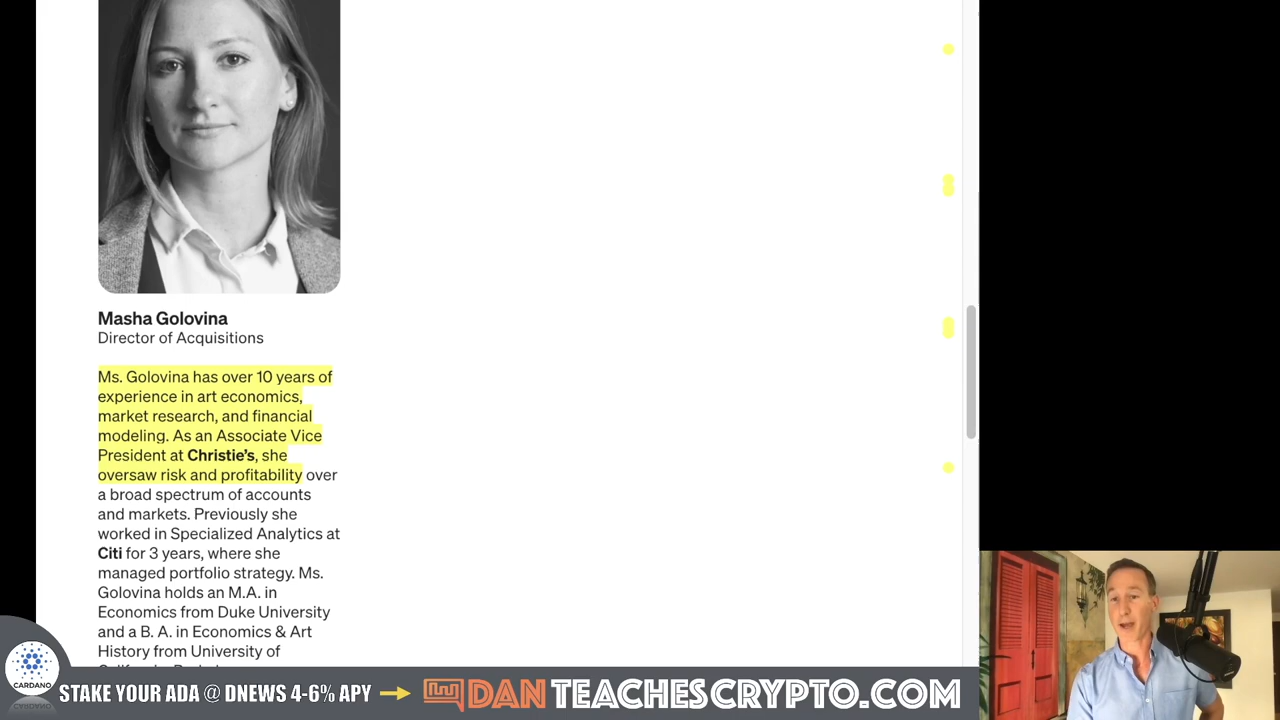 Masha Golovina
Director of Acquisitions
Ms. Golovina has over 10 years of
experience in art economics,
market research, and financial
modeling. As an Associate Vice
President at Christie's, she
oversaw risk and profitability over
a broad spectrum of accounts
and markets. Previously she
worked in Specialized Analytics at
Citi for 3 years, where she
managed portfolio strategy. Ms.
Golovina holds an M.A. in
Economics from Duke University
and a B. A. in Economics & Art
History from University of
CARDANO
STAKE YOUR ADA @ DNEWS 4-6% APY
DANTEACHESCRYPTO.COM